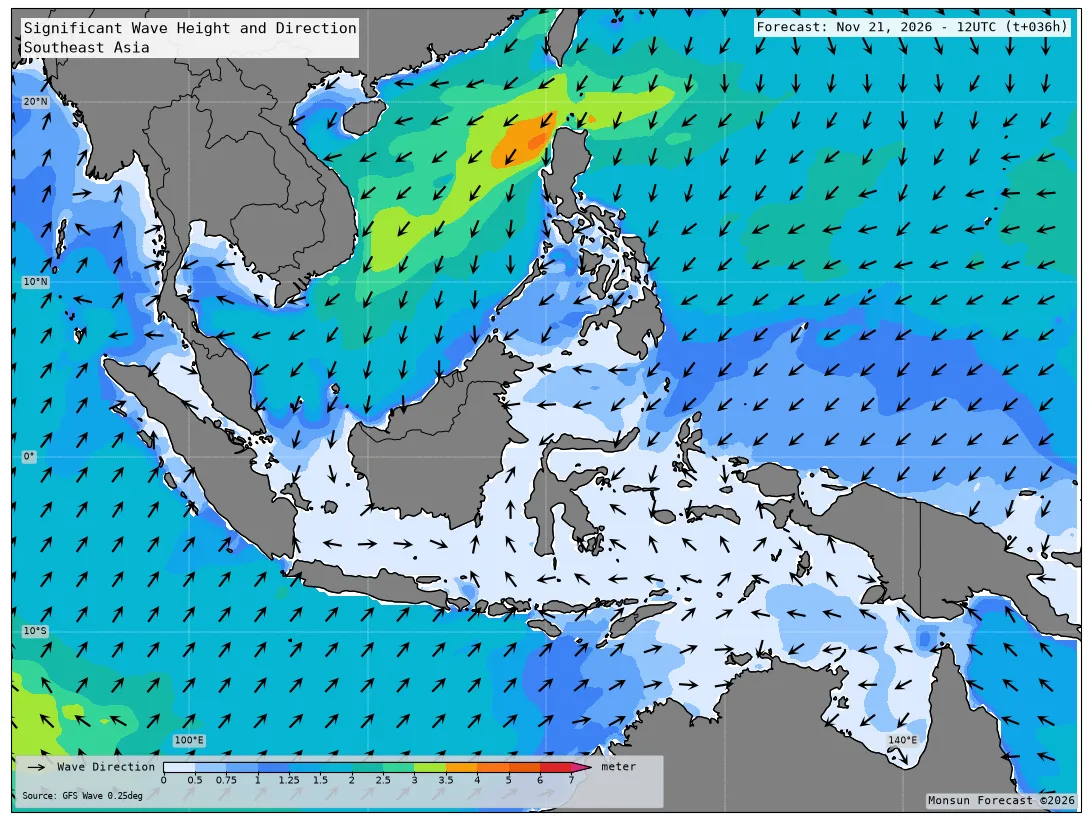 Significant Wave Height and Direction
Southeast Asia
Forecast: Nov 21, 2026 - 12UTC (t+036h)
20°N
10°N
0°
10°S
100°E
140°E
Wave Direction
0 0.5 0.75 1 1.25 1.5 2 2.5 3 3.5 4 5 6 7
meter
Source: GFS Wave 0.25deg
Monsun Forecast ©2026